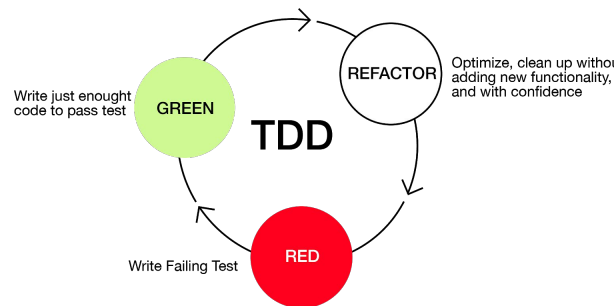 REFACTOR
Optimize, clean up
adding new functionality,
and with confidence
Write just enought
code to pass test
GREEN
TDD
RED
Write Failing Test